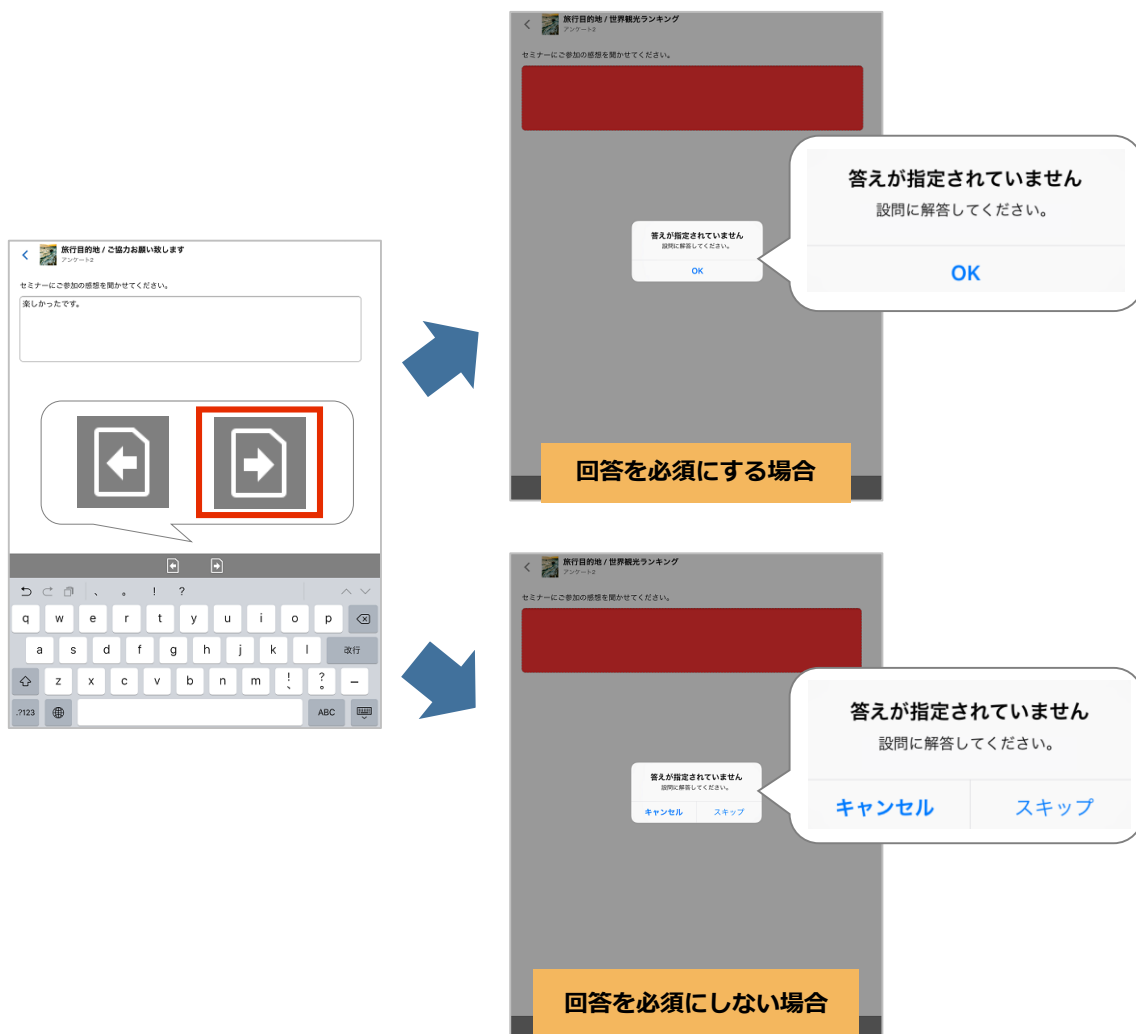 旅行目的地 / ご協力お願い致します
アンケート2
セミナーにご参加の感想を聞かせてください。
楽しかったです。
、 。 ! ?
q w e r t y u i o p
a s d f g h j k l 改行
z x c v b n m ! 、 ? 。 ー
.?123 ABC
旅行目的地 / 世界観光ランキング
アンケート2
セミナーにご参加の感想を聞かせてください。
答えが指定されていません
設問に解答してください。
OK
答えが指定されていません
設問に解答してください。
OK
回答を必須にする場合
旅行目的地 / 世界観光ランキング
アンケート2
セミナーにご参加の感想を聞かせてください。
答えが指定されていません
設問に解答してください。
キャンセル スキップ
答えが指定されていません
設問に解答してください。
キャンセル スキップ
回答を必須にしない場合